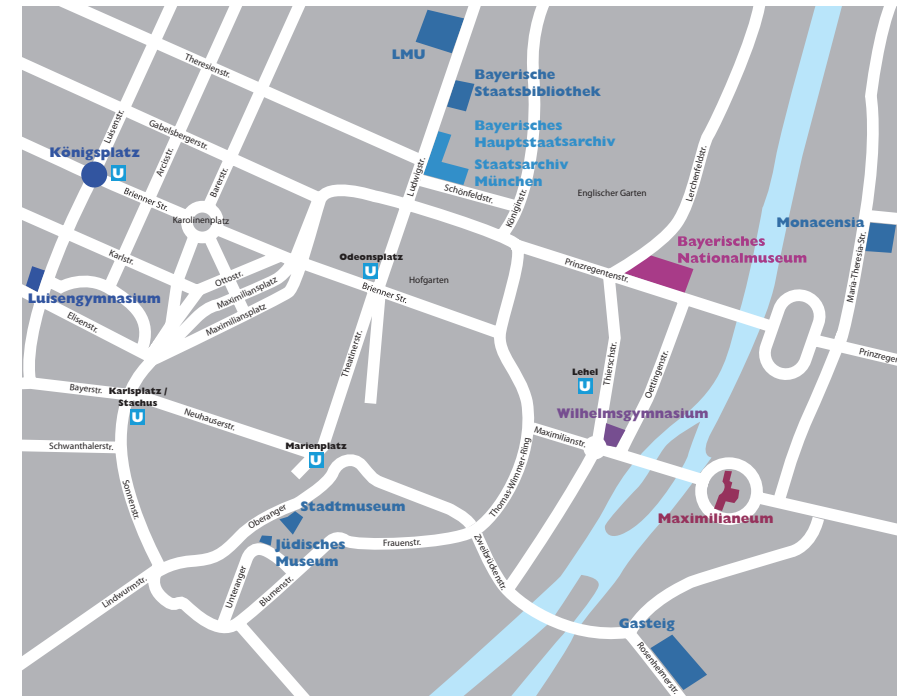 LMU
Theresienstr.
Bayerische
Staatsbibliothek
Luisenstr.
Gabelsbergerstr.
Bayerisches
Hauptstaatsarchiv
Königsplatz
U
Arcisstr.
Barerstr.
Ludwigstr.
Staatsarchiv
München
Lerchenfeldstr.
Brienner Str.
Schönfeldstr.
Königinstr.
Englischer Garten
Karolinenplatz
Monacensia
Karlstr.
Odeonsplatz
U
Bayerisches
Nationalmuseum
Maria-Theresia-Str.
Ottostr.
Hofgarten
Prinzregentenstr.
Luisengymnasium
Maximiliansplatz
Brienner Str.
Elisenstr.
Maximiliansplatz
Theatinerstr.
Thierschstr.
Oettingenstr.
Prinzregen
Lehel
U
Bayerstr.
Karlsplatz /
Stachus
U
Neuhauserstr.
Wilhelmsgymnasium
Schwanthalerstr.
Marienplatz
U
Maximilianstr.
Thomas-Wimmer-Ring
Sonnenstr.
Oberanger
Stadtmuseum
Maximilianeum
Jüdisches
Museum
Frauenstr.
Zweibrückenstr.
Lindwurmstr.
Unteranger
Blumenstr.
Gasteig
Rosenheimerstr.